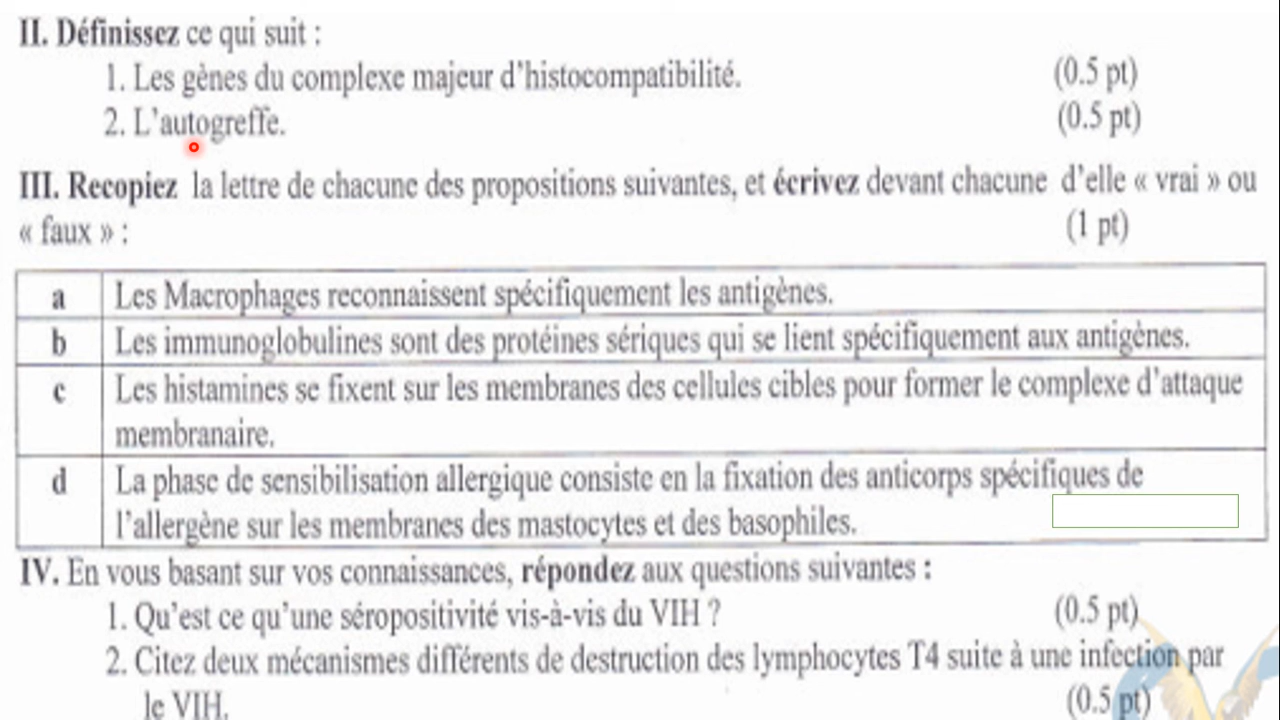 II. Définissez ce qui suit :
1. Les gènes du complexe majeur d'histocompatibilité. (0.5 pt)
2. L'autogreffe. (0.5 pt)
III. Recopiez la lettre de chacune des propositions suivantes, et écrivez devant chacune d'elle « vrai » ou
« faux » : (1 pt)
a Les Macrophages reconnaissent spécifiquement les antigènes.
b Les immunoglobulines sont des protéines sériques qui se lient spécifiquement aux antigènes.
c Les histamines se fixent sur les membranes des cellules cibles pour former le complexe d'attaque
membranaire.
d La phase de sensibilisation allergique consiste en la fixation des anticorps spécifiques de
l'allergène sur les membranes des mastocytes et des basophiles.
IV. En vous basant sur vos connaissances, répondez aux questions suivantes :
1. Qu'est ce qu'une séropositivité vis-à-vis du VIH ? (0.5 pt)
2. Citez deux mécanismes différents de destruction des lymphocytes T4 suite à une infection par
le VIH. (0.5 pt)